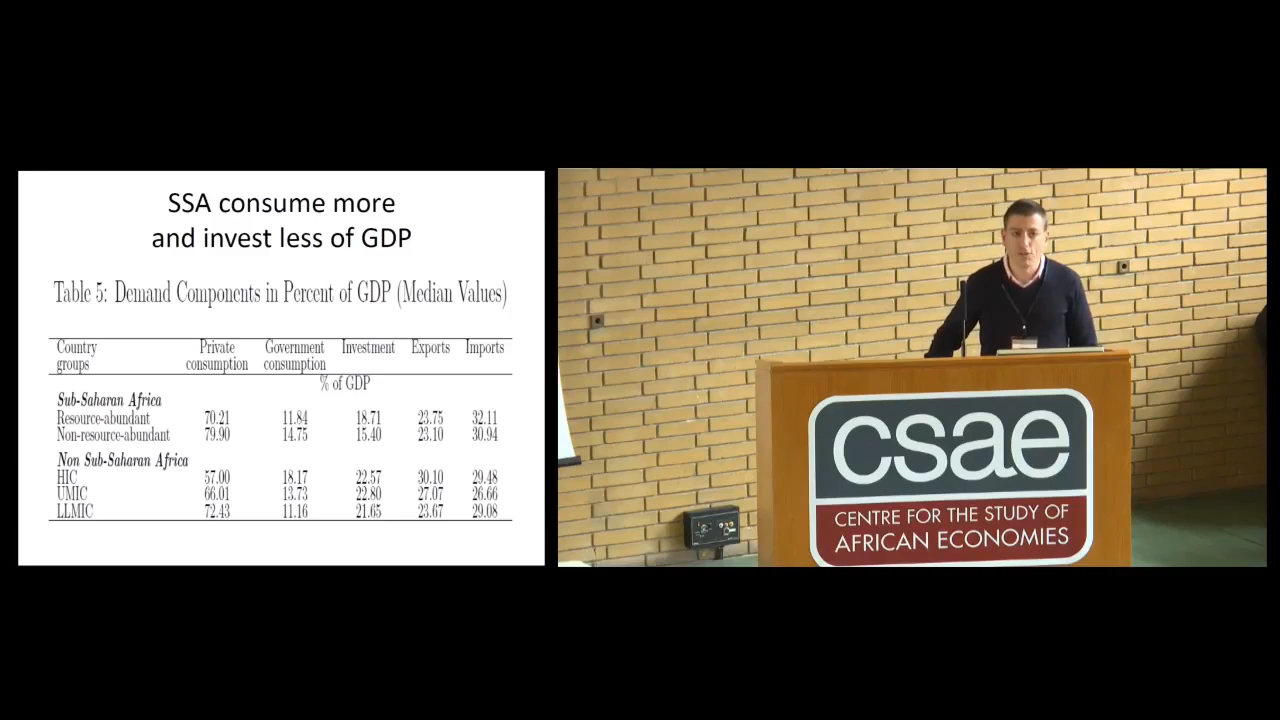 SSA consume more
and invest less of GDP
Table 5: Demand Components in Percent of GDP (Median Values)
Country Private Government Investment Exports Imports
groups consumption consumption
% of GDP
Sub-Saharan Africa
Resource-abundant 70.21 11.84 18.71 23.75 32.11
Non-resource-abundant 79.90 14.75 15.40 23.10 30.94
Non Sub-Saharan Africa
HIC 57.00 18.17 22.57 30.10 29.48
UMIC 66.01 13.73 22.80 27.07 26.66
LLMIC 72.43 11.16 21.65 23.67 29.08
csae
CENTRE FOR THE STUDY OF
AFRICAN ECONOMIES